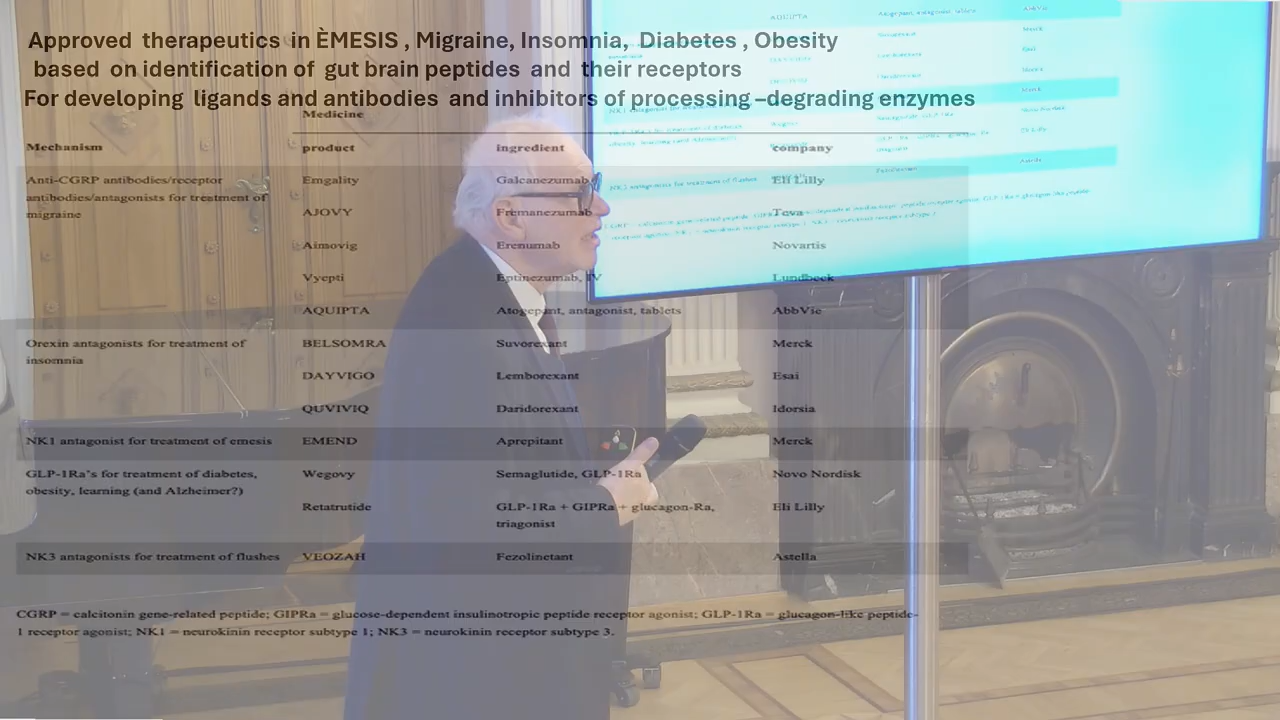 Approved therapeutics in ÈMESIS , Migraine, Insomnia, Diabetes , Obesity
based on identification of gut brain peptides and their receptors
For developing ligands and antibodies and inhibitors of processing –degrading enzymes
Medicine
Mechanism product ingredient company
Anti-CGRP antibodies/receptor Emgality Galcanezumab Eli Lilly
antibodies/antagonists for treatment of
migraine AJOVY Fremanezumab Teva
Aimovig Erenumab Novartis
Vyepti Eptinezumab, IV Lundbeck
AQUIPTA Atogepant, antagonist, tablets AbbVie
Orexin antagonists for treatment of BELSOMRA Suvorexant Merck
insomnia
DAYVIGO Lemborexant Esai
QUVIVIQ Daridorexant Idorsia
NK1 antagonist for treatment of emesis EMEND Aprepitant Merck
GLP-1Ra's for treatment of diabetes, Wegovy Semaglutide, GLP-1Ra Novo Nordisk
obesity, learning (and Alzheimer?)
Retatrutide GLP-1Ra + GIPRa + glucagon-Ra, Eli Lilly
triagonist
NK3 antagonists for treatment of flushes VEOZAH Fezolinetant Astella
CGRP = calcitonin gene-related peptide; GIPRa = glucose-dependent insulinotropic peptide receptor agonist; GLP-1Ra = glucagon-like peptide-
1 receptor agonist; NK1 = neurokinin receptor subtype 1; NK3 = neurokinin receptor subtype 3.